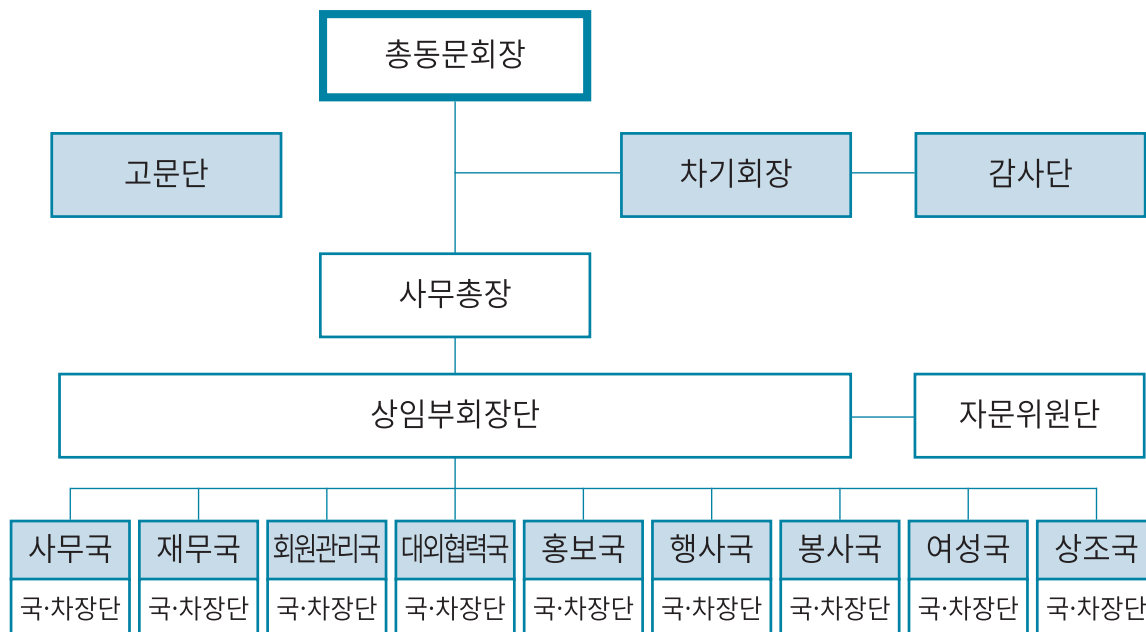 총동문회장
고문단
차기회장
감사단
사무총장
상임부회장단
자문위원단
사무국
재무국
회원관리국
대외협력국
홍보국
행사국
봉사국
여성국
상조국
국·차장단
국·차장단
국·차장단
국·차장단
국·차장단
국·차장단
국·차장단
국·차장단
국·차장단